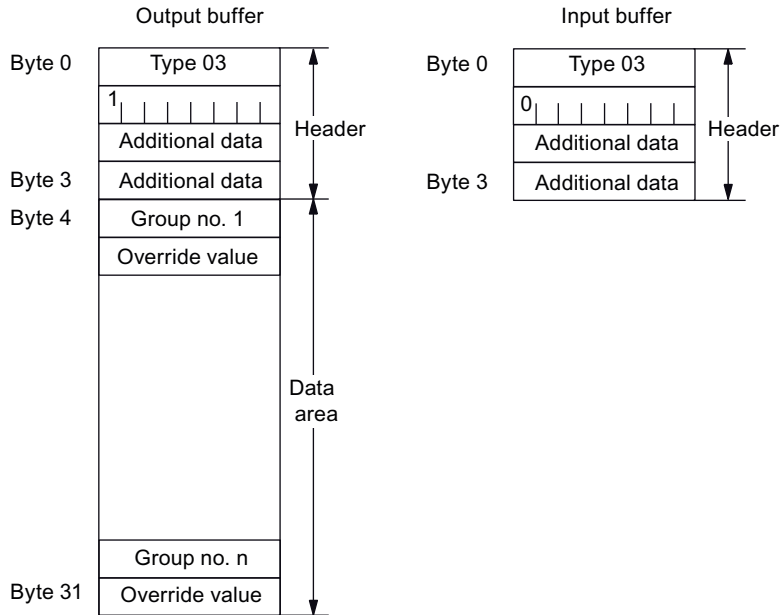 Output buffer
Input buffer
Byte 0
Type 03
Byte 0
Type 03
1
0
Header
Header
Additional data
Additional data
Byte 3
Additional data
Byte 3
Additional data
Byte 4
Group no. 1
Override value
Data
area
Group no. n
Byte 31
Override value